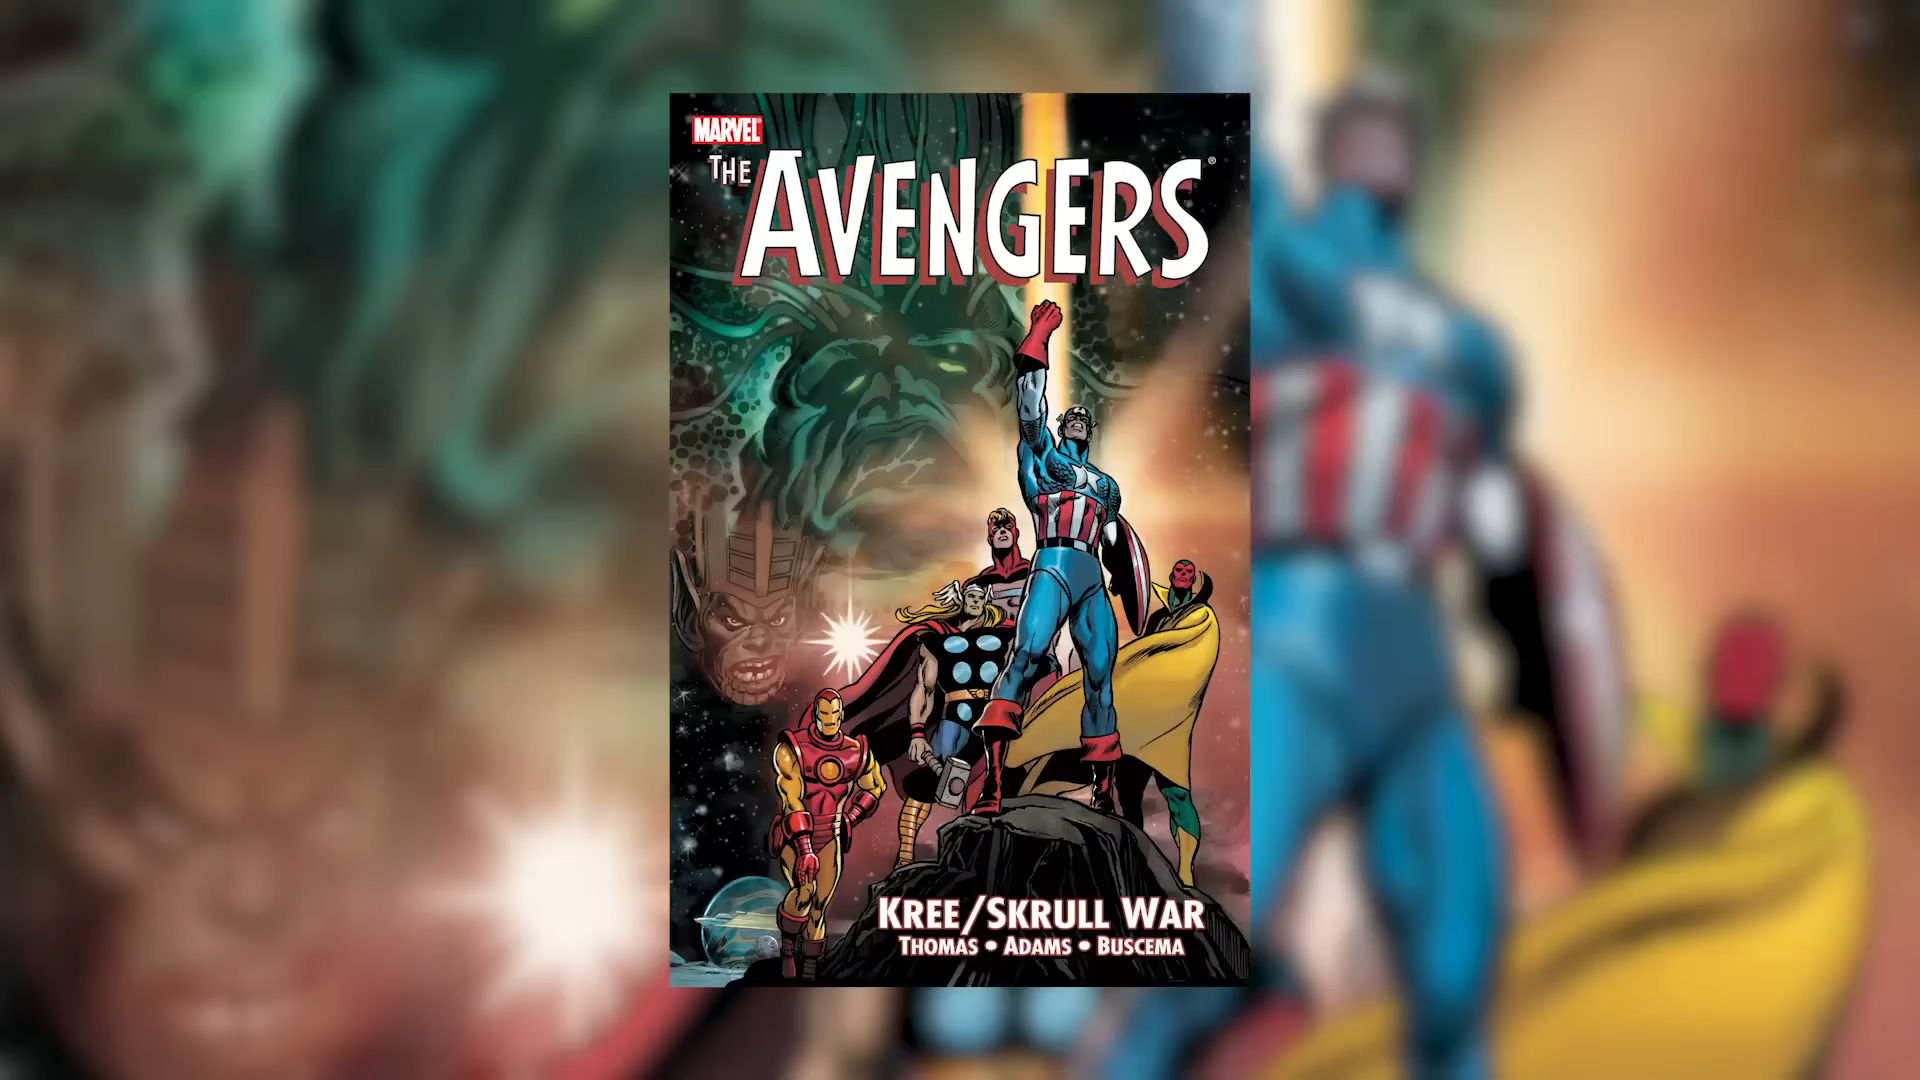 MARVEL
THE AVENGERS®
KREE/SKRULL WAR
THOMAS • ADAMS • BUSCEMA